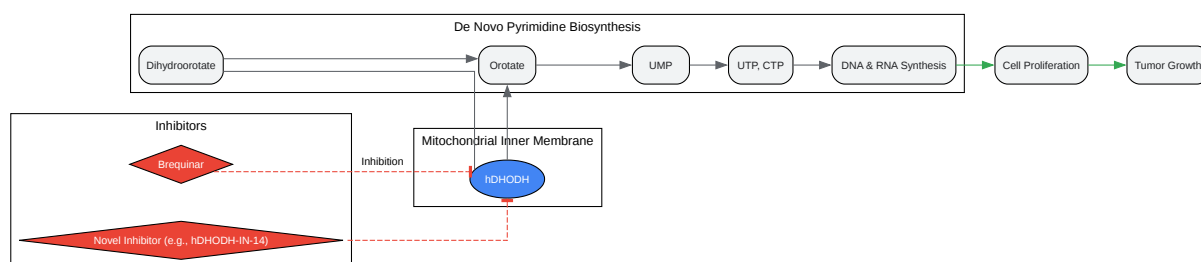 De Novo Pyrimidine Biosynthesis
Dihydroorotate
Orotate
UMP
UTP, CTP
DNA & RNA Synthesis
Cell Proliferation
Tumor Growth
Inhibitors
Mitochondrial Inner Membrane
Brequinar
Inhibition
hDHODH
Novel Inhibitor (e.g., hDHODH-IN-14)